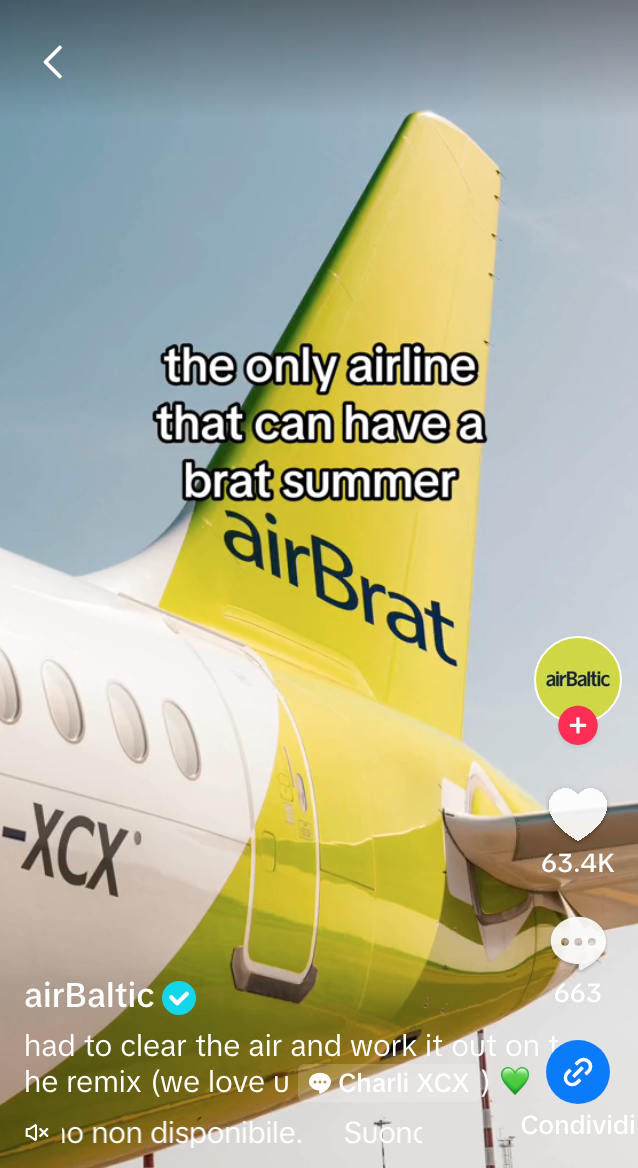 the only airline
that can have a
brat summer
airBrat
airBaltic
-XCX
63.4K
663
airBaltic
had to clear the air and work it out on t
he remix (we love u Charli XCX ) 💚
non disponibile. Suono
Condividi